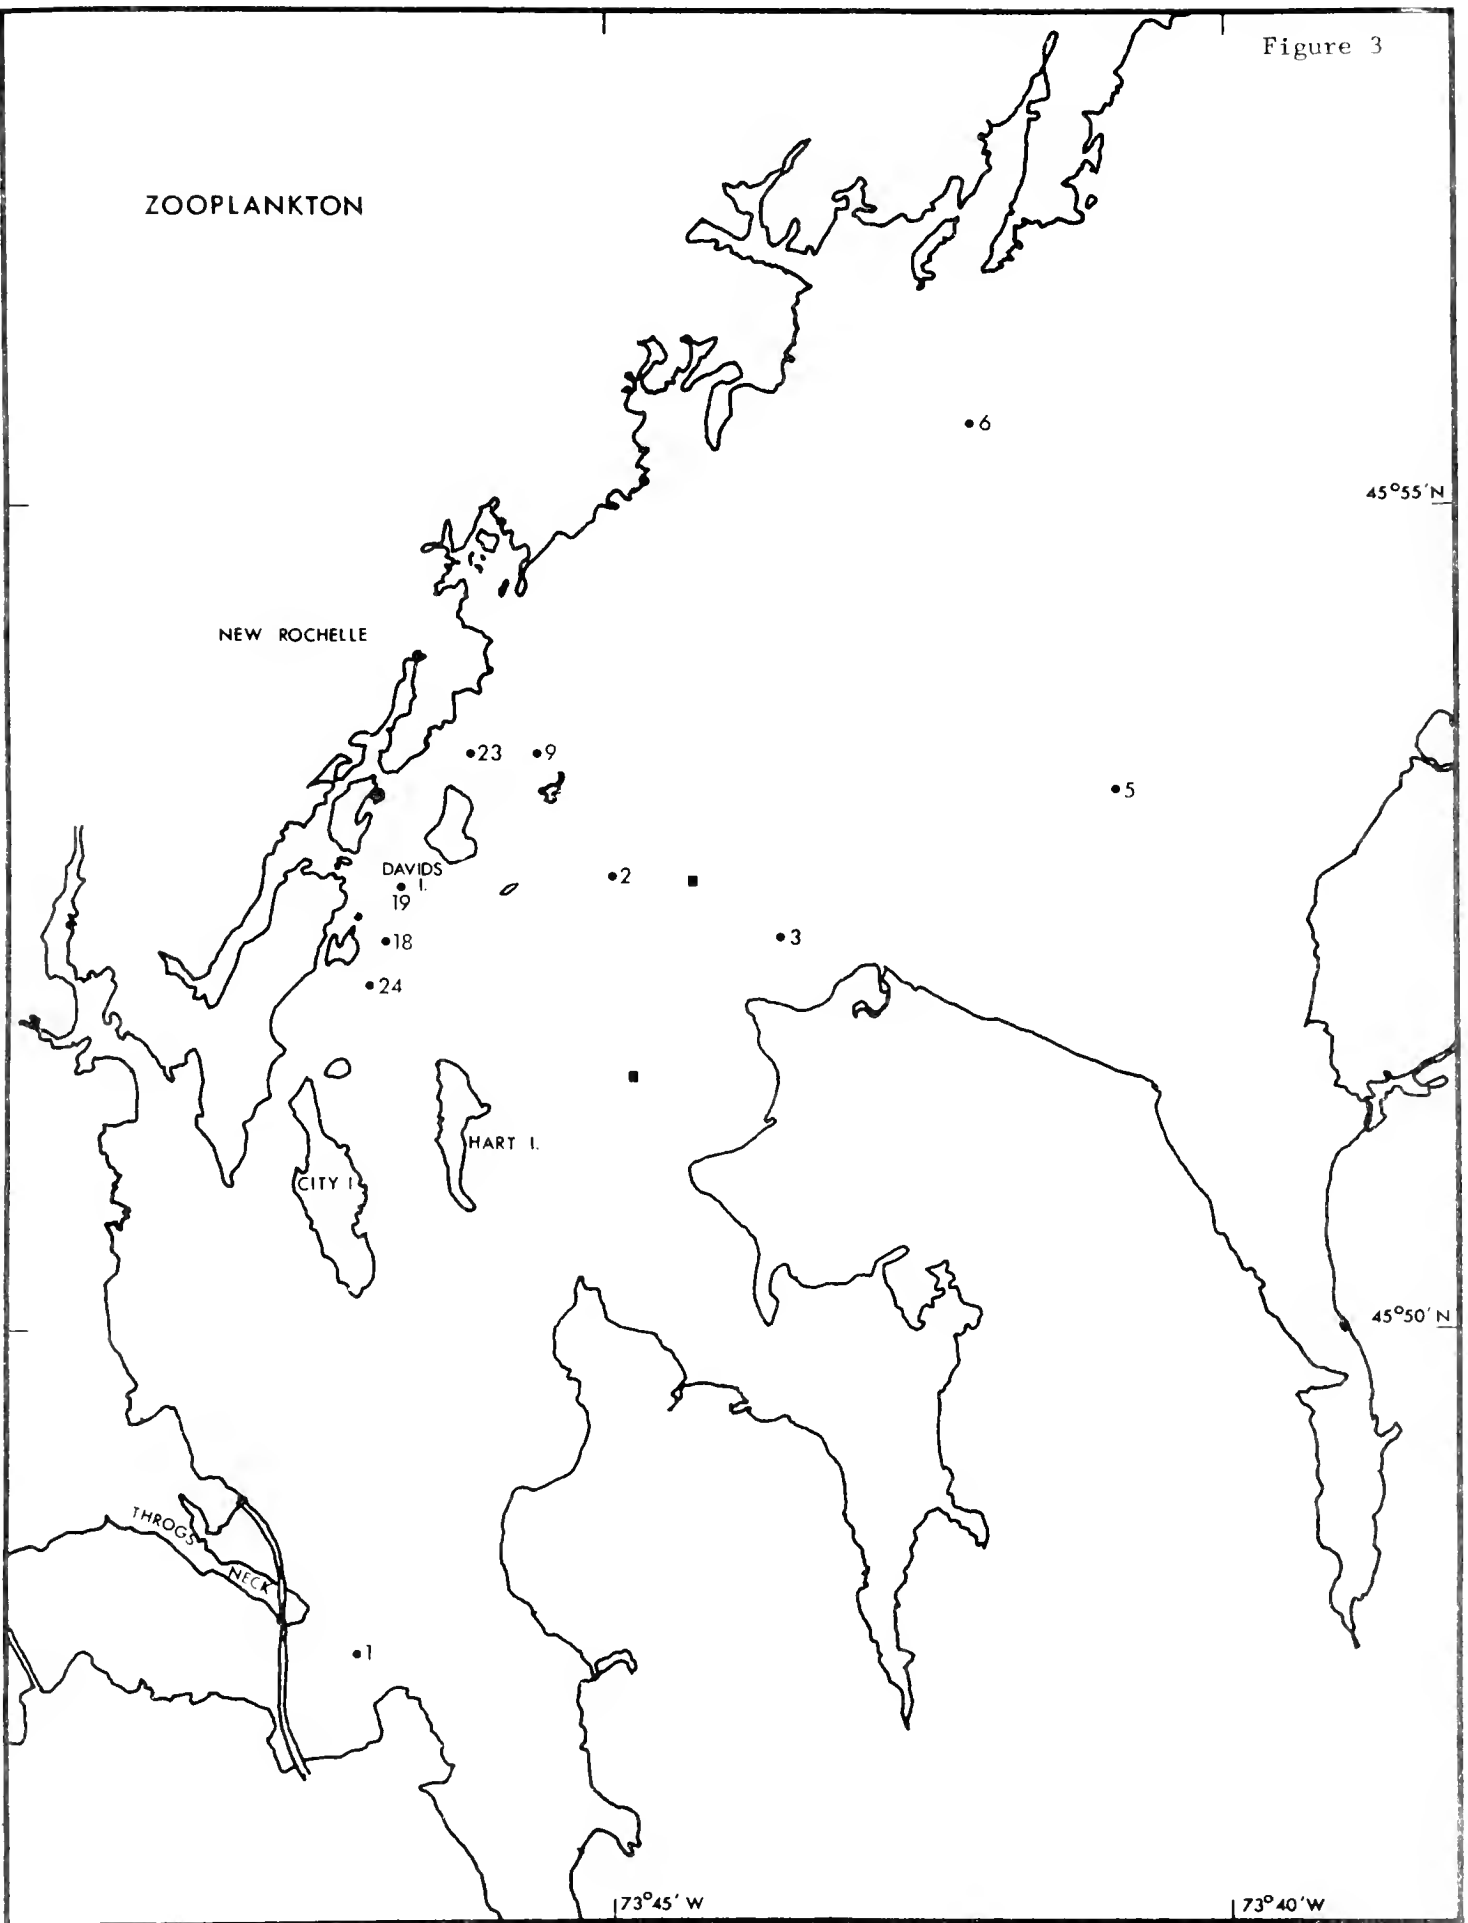 Figure 3
ZOOPLANKTON
6
45°55'N
NEW ROCHELLE
23
9
5
DAVIDS
I.
2
19
3
18
24
HART I.
CITY I
45°50'N
THROGS
NECK
1
73°45'W
73°40'W